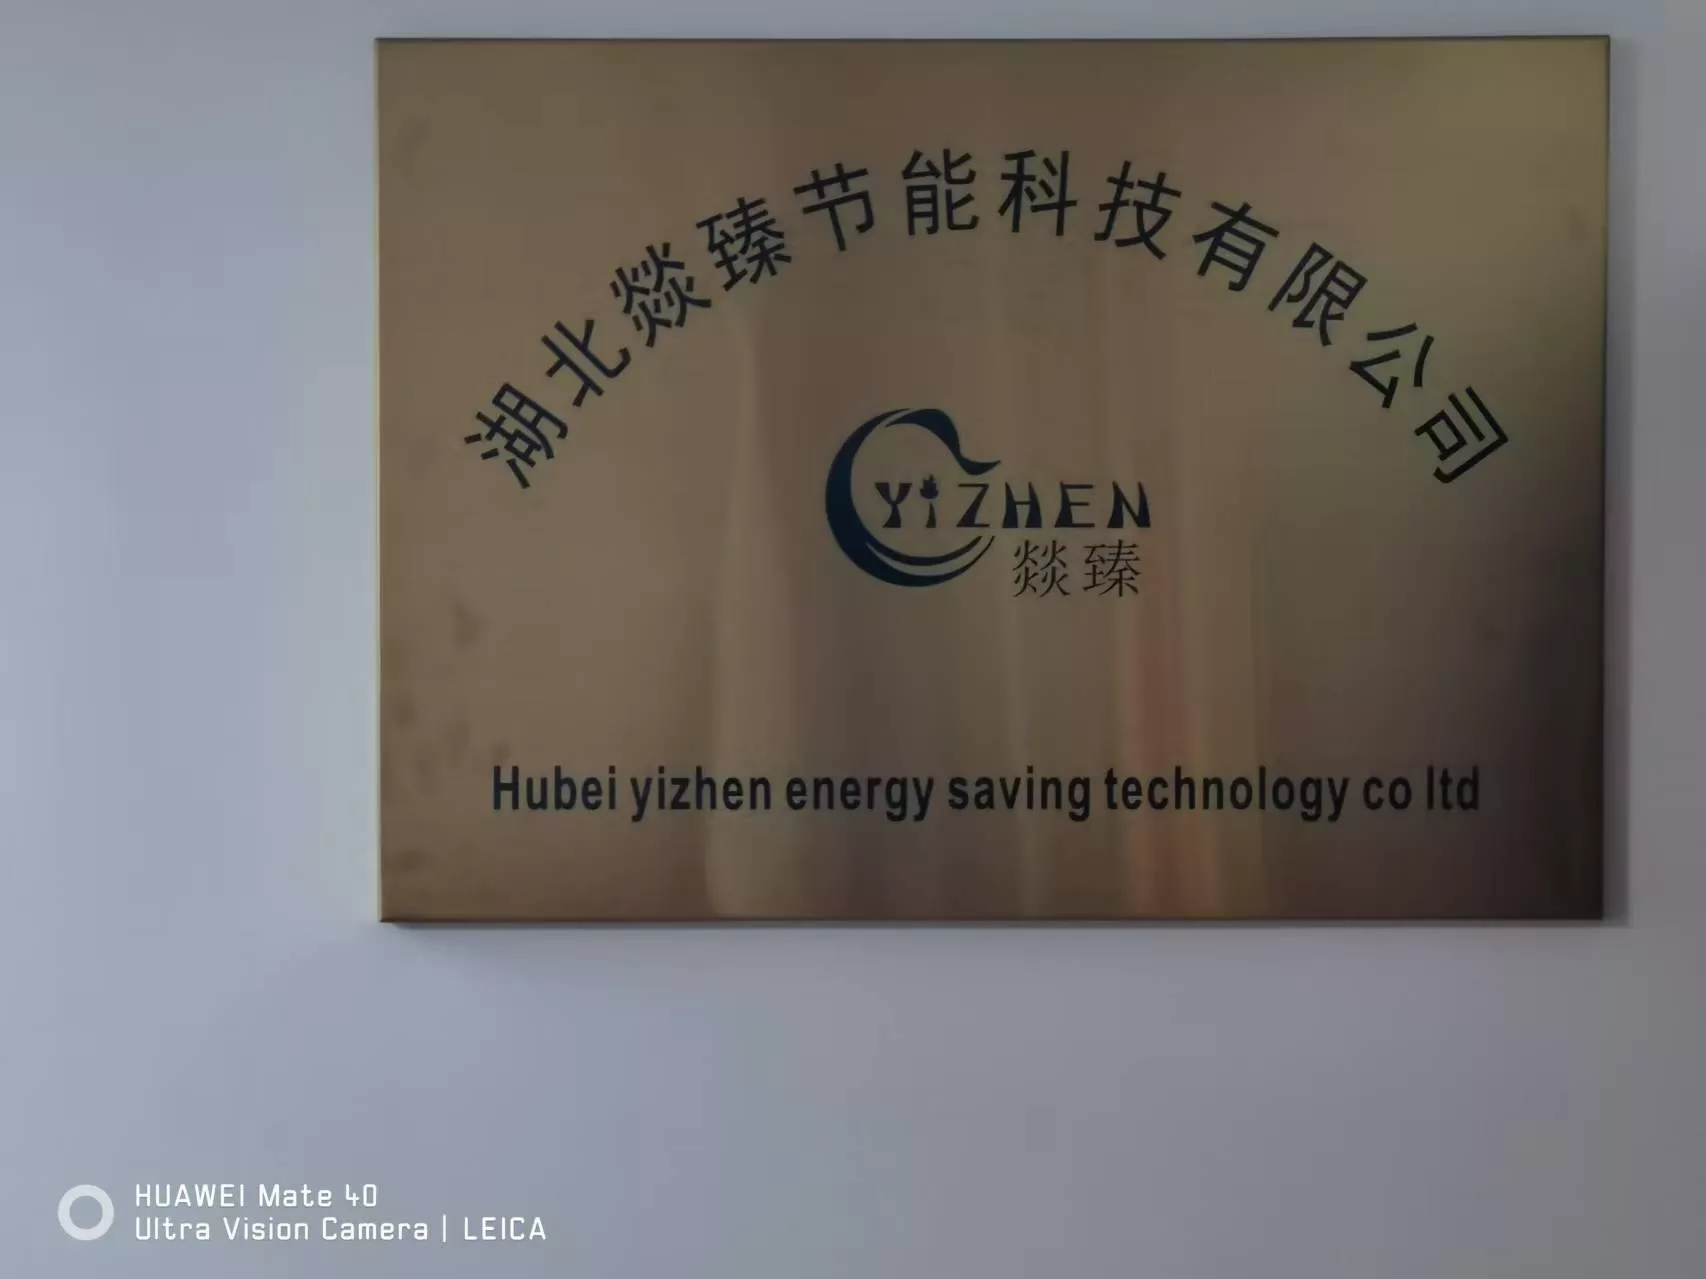 湖北燚臻节能科技有限公司
YiZHEN
燚臻
Hubei yizhen energy saving technology co ltd
HUAWEI Mate 40
Ultra Vision Camera | LEICA